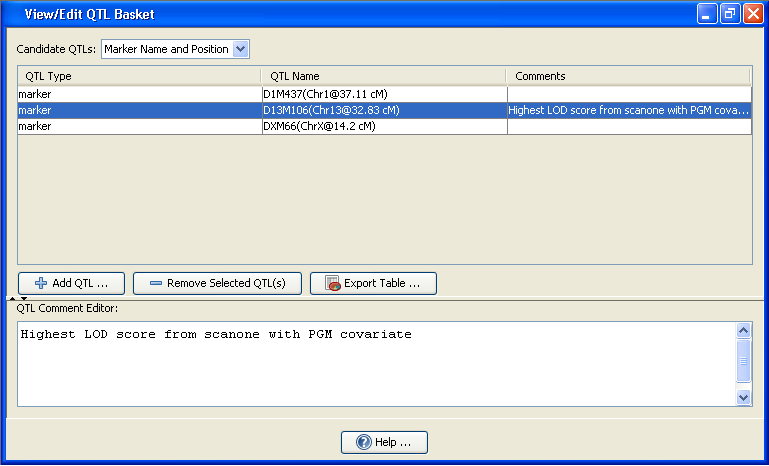 View/Edit QTL Basket
Candidate QTLs: Marker Name and Position
QTL Type QTL Name Comments
marker D1M437(Chr1@37.11 cM)
marker D13M106(Chr13@32.83 cM) Highest LOD score from scanone with PGM cova...
marker DXM66(ChrX@14.2 cM)
Add QTL ... Remove Selected QTL(s) Export Table ...
QTL Comment Editor:
Highest LOD score from scanone with PGM covariate
Help ...